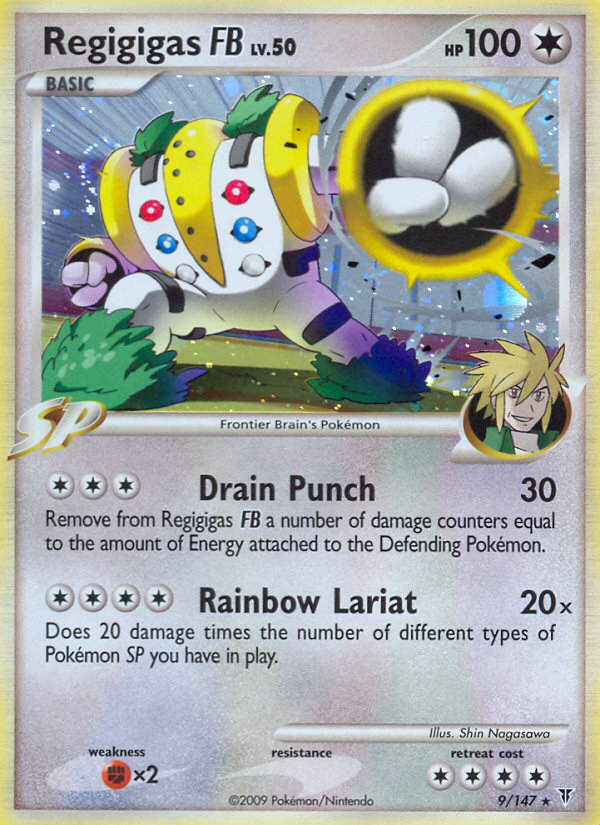 Regigigas FB LV.50 HP100
BASIC
SP
Frontier Brain's Pokémon
Drain Punch 30
Remove from Regigigas FB a number of damage counters equal
to the amount of Energy attached to the Defending Pokémon.
Rainbow Lariat 20x
Does 20 damage times the number of different types of
Pokémon SP you have in play.
Illus. Shin Nagasawa
weakness resistance retreat cost
×2
©2009 Pokémon/Nintendo 9/147 ★